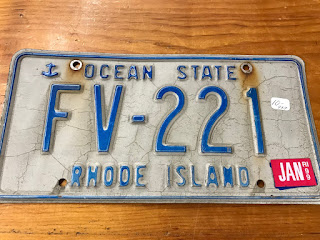 OCEAN STATE
FV-221
RHODE ISLAND
JAN